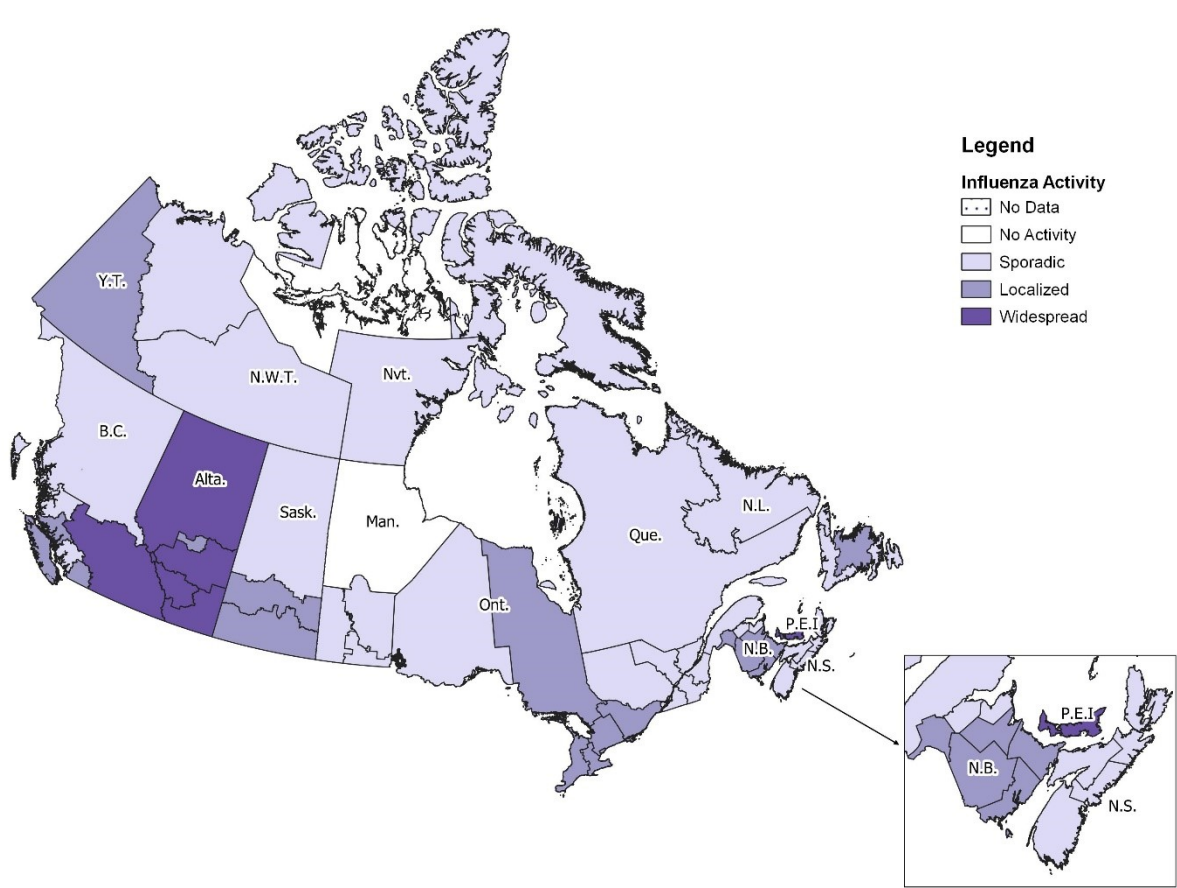 Legend
Influenza Activity
No Data
No Activity
Sporadic
Localized
Widespread
Y.T.
N.W.T.
Nvt.
B.C.
Alta.
Sask.
Man.
Ont.
Que.
N.L.
P.E.I
N.B.
N.S.
P.E.I
N.B.
N.S.